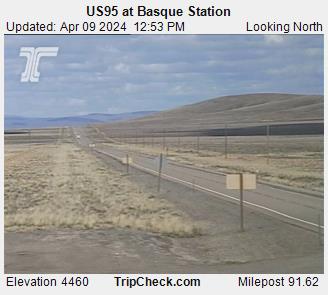 US95 at Basque Station
Updated: Apr 09 2024 12:53 PM Looking North
Elevation 4460 TripCheck.com Milepost 91.62